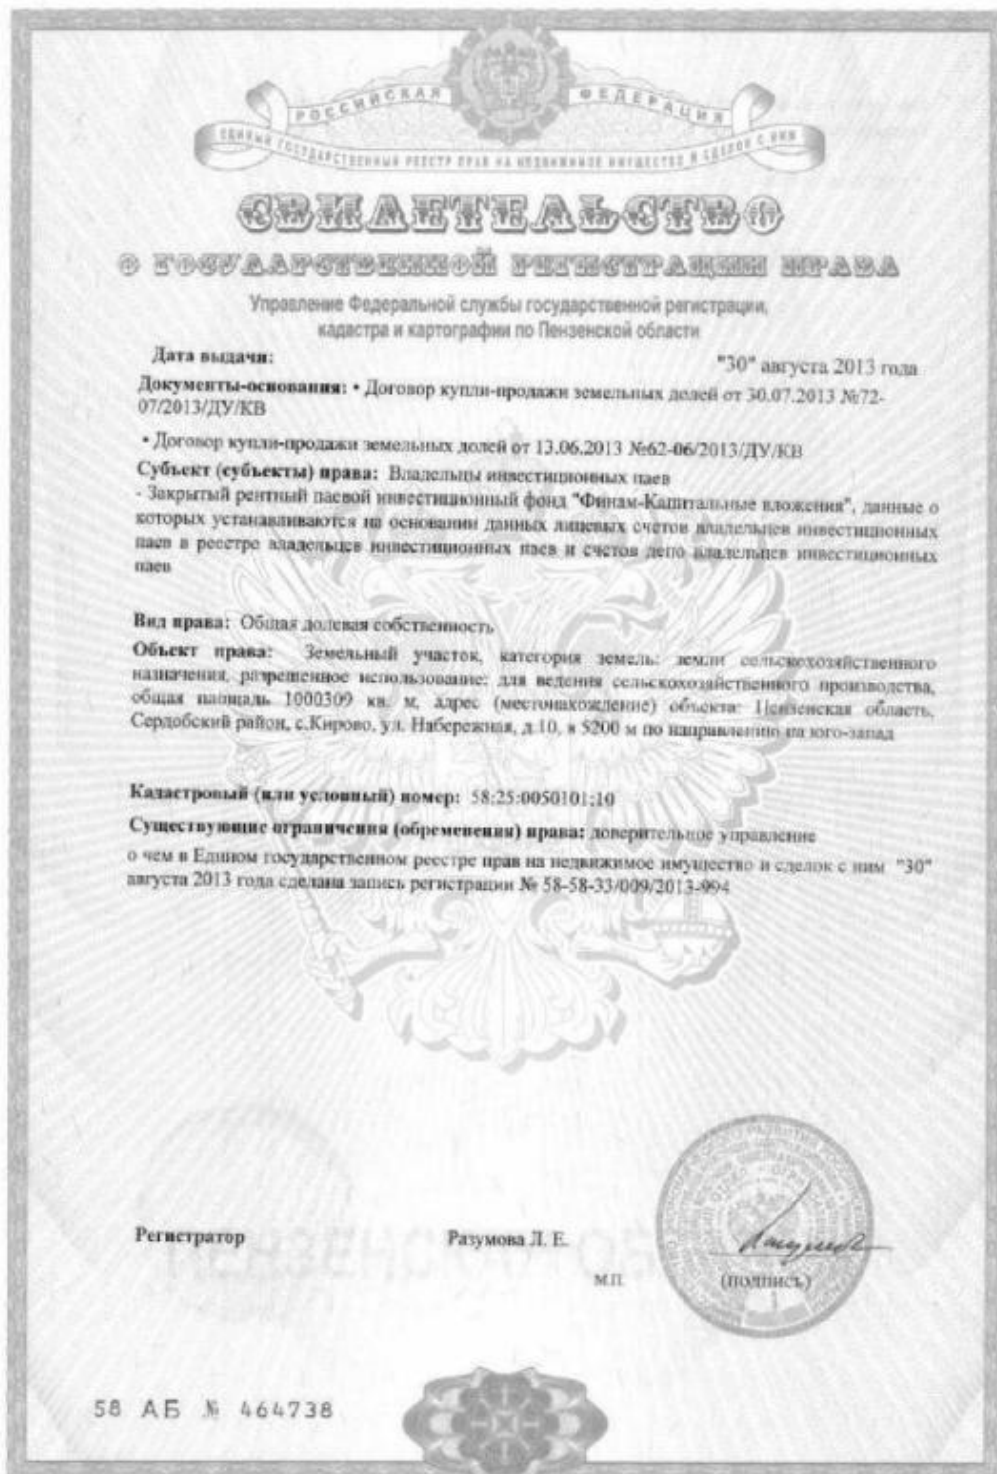 РОССИЙСКАЯ ФЕДЕРАЦИЯ
ЕДИНЫЙ ГОСУДАРСТВЕННЫЙ РЕЕСТР ПРАВ НА НЕДВИЖИМОЕ ИМУЩЕСТВО И СДЕЛОК С НИМ
СВИДЕТЕЛЬСТВО
О ГОСУДАРСТВЕННОЙ РЕГИСТРАЦИИ ПРАВА
Управление Федеральной службы государственной регистрации,
кадастра и картографии по Пензенской области
Дата выдачи: "30" августа 2013 года
Документы-основания: • Договор купли-продажи земельных долей от 30.07.2013 №72-
07/2013/ДУ/КВ
• Договор купли-продажи земельных долей от 13.06.2013 №62-06/2013/ДУ/КВ
Субъект (субъекты) права: Владельцы инвестиционных паев
- Закрытый рентный паевой инвестиционный фонд "Финам-Капитальные вложения", данные о
которых устанавливаются на основании данных лицевых счетов владельцев инвестиционных
паев в реестре владельцев инвестиционных паев и счетов депо владельцев инвестиционных
паев
Вид права: Общая долевая собственность
Объект права: Земельный участок, категория земель: земли сельскохозяйственного
назначения, разрешенное использование: для ведения сельскохозяйственного производства,
общая площадь 1000309 кв. м, адрес (местонахождение) объекта: Пензенская область,
Сердобский район, с.Кирово, ул. Набережная, д.10, в 5200 м по направлению на юго-запад
Кадастровый (или условный) номер: 58:25:0050101:10
Существующие ограничения (обременения) права: доверительное управление
о чем в Едином государственном реестре прав на недвижимое имущество и сделок с ним "30"
августа 2013 года сделана запись регистрации № 58-58-33/009/2013-994
Регистратор Разумова Л. Е.
м.п. (подпись)
58 АБ № 464738